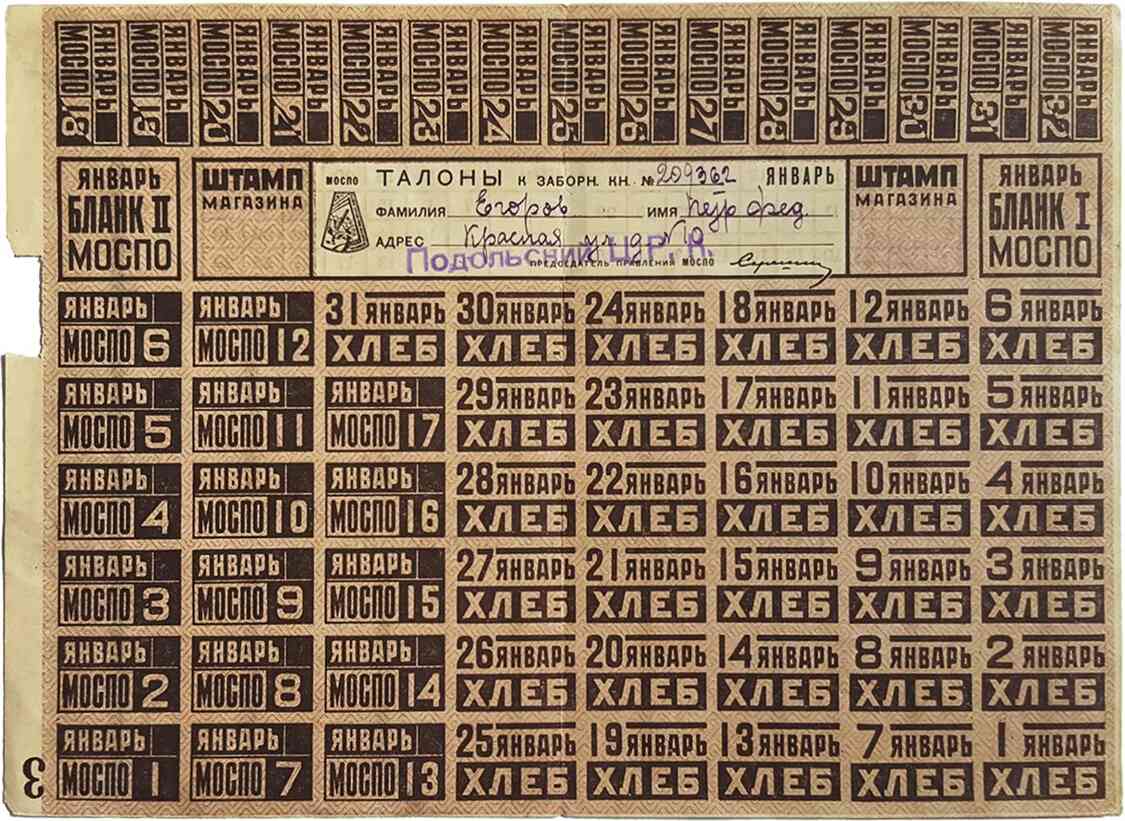 ЯНВАРЬ ЯНВАРЬ ЯНВАРЬ ЯНВАРЬ ЯНВАРЬ ЯНВАРЬ ЯНВАРЬ ЯНВАРЬ ЯНВАРЬ ЯНВАРЬ ЯНВАРЬ ЯНВАРЬ ЯНВАРЬ ЯНВАРЬ ЯНВАРЬ
МОСПО 18 МОСПО 19 МОСПО 20 МОСПО 21 МОСПО 22 МОСПО 23 МОСПО 24 МОСПО 25 МОСПО 26 МОСПО 27 МОСПО 28 МОСПО 29 МОСПО 30 МОСПО 31 МОСПО 32
ЯНВАРЬ
БЛАНК II
МОСПО
ШТАМП
МАГАЗИНА
МОСПО ТАЛОНЫ К ЗАБОРН. КН. № 209362 ЯНВАРЬ
ФАМИЛИЯ Егоров ИМЯ Петр Фед.
АДРЕС Красная ул. д №
Подольский Ц.Р.К.
ПРЕДСЕДАТЕЛЬ ПРАВЛЕНИЯ МОСПО
ШТАМП
МАГАЗИНА
ЯНВАРЬ
БЛАНК I
МОСПО
ЯНВАРЬ ЯНВАРЬ 31 ЯНВАРЬ 30 ЯНВАРЬ 24 ЯНВАРЬ 18 ЯНВАРЬ 12 ЯНВАРЬ 6 ЯНВАРЬ
МОСПО 6 МОСПО 12 ХЛЕБ ХЛЕБ ХЛЕБ ХЛЕБ ХЛЕБ ХЛЕБ
ЯНВАРЬ ЯНВАРЬ ЯНВАРЬ 29 ЯНВАРЬ 23 ЯНВАРЬ 17 ЯНВАРЬ 11 ЯНВАРЬ 5 ЯНВАРЬ
МОСПО 5 МОСПО 11 МОСПО 17 ХЛЕБ ХЛЕБ ХЛЕБ ХЛЕБ ХЛЕБ
ЯНВАРЬ ЯНВАРЬ ЯНВАРЬ 28 ЯНВАРЬ 22 ЯНВАРЬ 16 ЯНВАРЬ 10 ЯНВАРЬ 4 ЯНВАРЬ
МОСПО 4 МОСПО 10 МОСПО 16 ХЛЕБ ХЛЕБ ХЛЕБ ХЛЕБ ХЛЕБ
ЯНВАРЬ ЯНВАРЬ ЯНВАРЬ 27 ЯНВАРЬ 21 ЯНВАРЬ 15 ЯНВАРЬ 9 ЯНВАРЬ 3 ЯНВАРЬ
МОСПО 3 МОСПО 9 МОСПО 15 ХЛЕБ ХЛЕБ ХЛЕБ ХЛЕБ ХЛЕБ
ЯНВАРЬ ЯНВАРЬ ЯНВАРЬ 26 ЯНВАРЬ 20 ЯНВАРЬ 14 ЯНВАРЬ 8 ЯНВАРЬ 2 ЯНВАРЬ
МОСПО 2 МОСПО 8 МОСПО 14 ХЛЕБ ХЛЕБ ХЛЕБ ХЛЕБ ХЛЕБ
ЯНВАРЬ ЯНВАРЬ ЯНВАРЬ 25 ЯНВАРЬ 19 ЯНВАРЬ 13 ЯНВАРЬ 7 ЯНВАРЬ 1 ЯНВАРЬ
МОСПО 1 МОСПО 7 МОСПО 13 ХЛЕБ ХЛЕБ ХЛЕБ ХЛЕБ ХЛЕБ
З